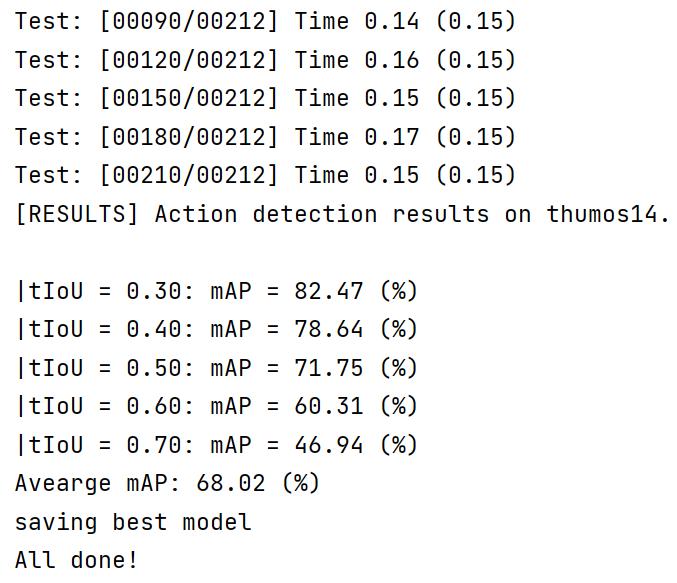 Test: [00090/00212] Time 0.14 (0.15)
Test: [00120/00212] Time 0.16 (0.15)
Test: [00150/00212] Time 0.15 (0.15)
Test: [00180/00212] Time 0.17 (0.15)
Test: [00210/00212] Time 0.15 (0.15)
[RESULTS] Action detection results on thumos14.
|tIoU = 0.30: mAP = 82.47 (%)
|tIoU = 0.40: mAP = 78.64 (%)
|tIoU = 0.50: mAP = 71.75 (%)
|tIoU = 0.60: mAP = 60.31 (%)
|tIoU = 0.70: mAP = 46.94 (%)
Avearge mAP: 68.02 (%)
saving best model
All done!